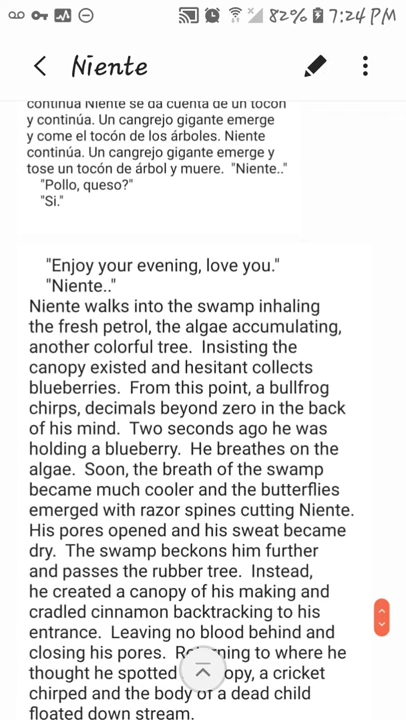 82% 7:24 PM
Niente
continúa Niente se da cuenta de un tocón
y continúa. Un cangrejo gigante emerge
y come el tocón de los árboles. Niente
continúa. Un cangrejo gigante emerge y
tose un tocón de árbol y muere. "Niente.."
"Pollo, queso?"
"Si."
"Enjoy your evening, love you."
"Niente.."
Niente walks into the swamp inhaling
the fresh petrol, the algae accumulating,
another colorful tree. Insisting the
canopy existed and hesitant collects
blueberries. From this point, a bullfrog
chirps, decimals beyond zero in the back
of his mind. Two seconds ago he was
holding a blueberry. He breathes on the
algae. Soon, the breath of the swamp
became much cooler and the butterflies
emerged with razor spines cutting Niente.
His pores opened and his sweat became
dry. The swamp beckons him further
and passes the rubber tree. Instead,
he created a canopy of his making and
cradled cinnamon backtracking to his
entrance. Leaving no blood behind and
closing his pores. to where he
thought he spotted a cricket
chirped and the body of a dead child
floated down stream.